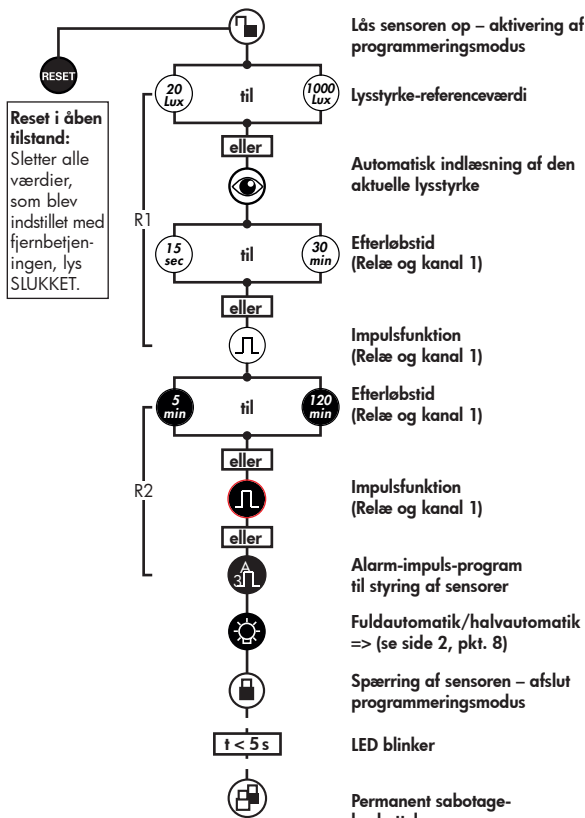 Lås sensoren op – aktivering af
programmeringsmodus
RESET
20
Lux
til
1000
Lux
Lysstyrke-referenceværdi
Reset i åben
tilstand:
Sletter alle
værdier,
som blev
indstillet med
fjernbetjen-
ingen, lys
SLUKKET.
R1
eller
Automatisk indlæsning af den
aktuelle lysstyrke
15
sec
til
30
min
Efterløbstid
(Relæ og kanal 1)
eller
Impulsfunktion
(Relæ og kanal 1)
5
min
til
120
min
Efterløbstid
(Relæ og kanal 1)
R2
eller
Impulsfunktion
(Relæ og kanal 1)
eller
A
3
Alarm-impuls-program
til styring af sensorer
Fuldautomatik/halvautomatik
=> (se side 2, pkt. 8)
Spærring af sensoren – afslut
programmeringsmodus
t < 5 s
LED blinker
Permanent sabotage-